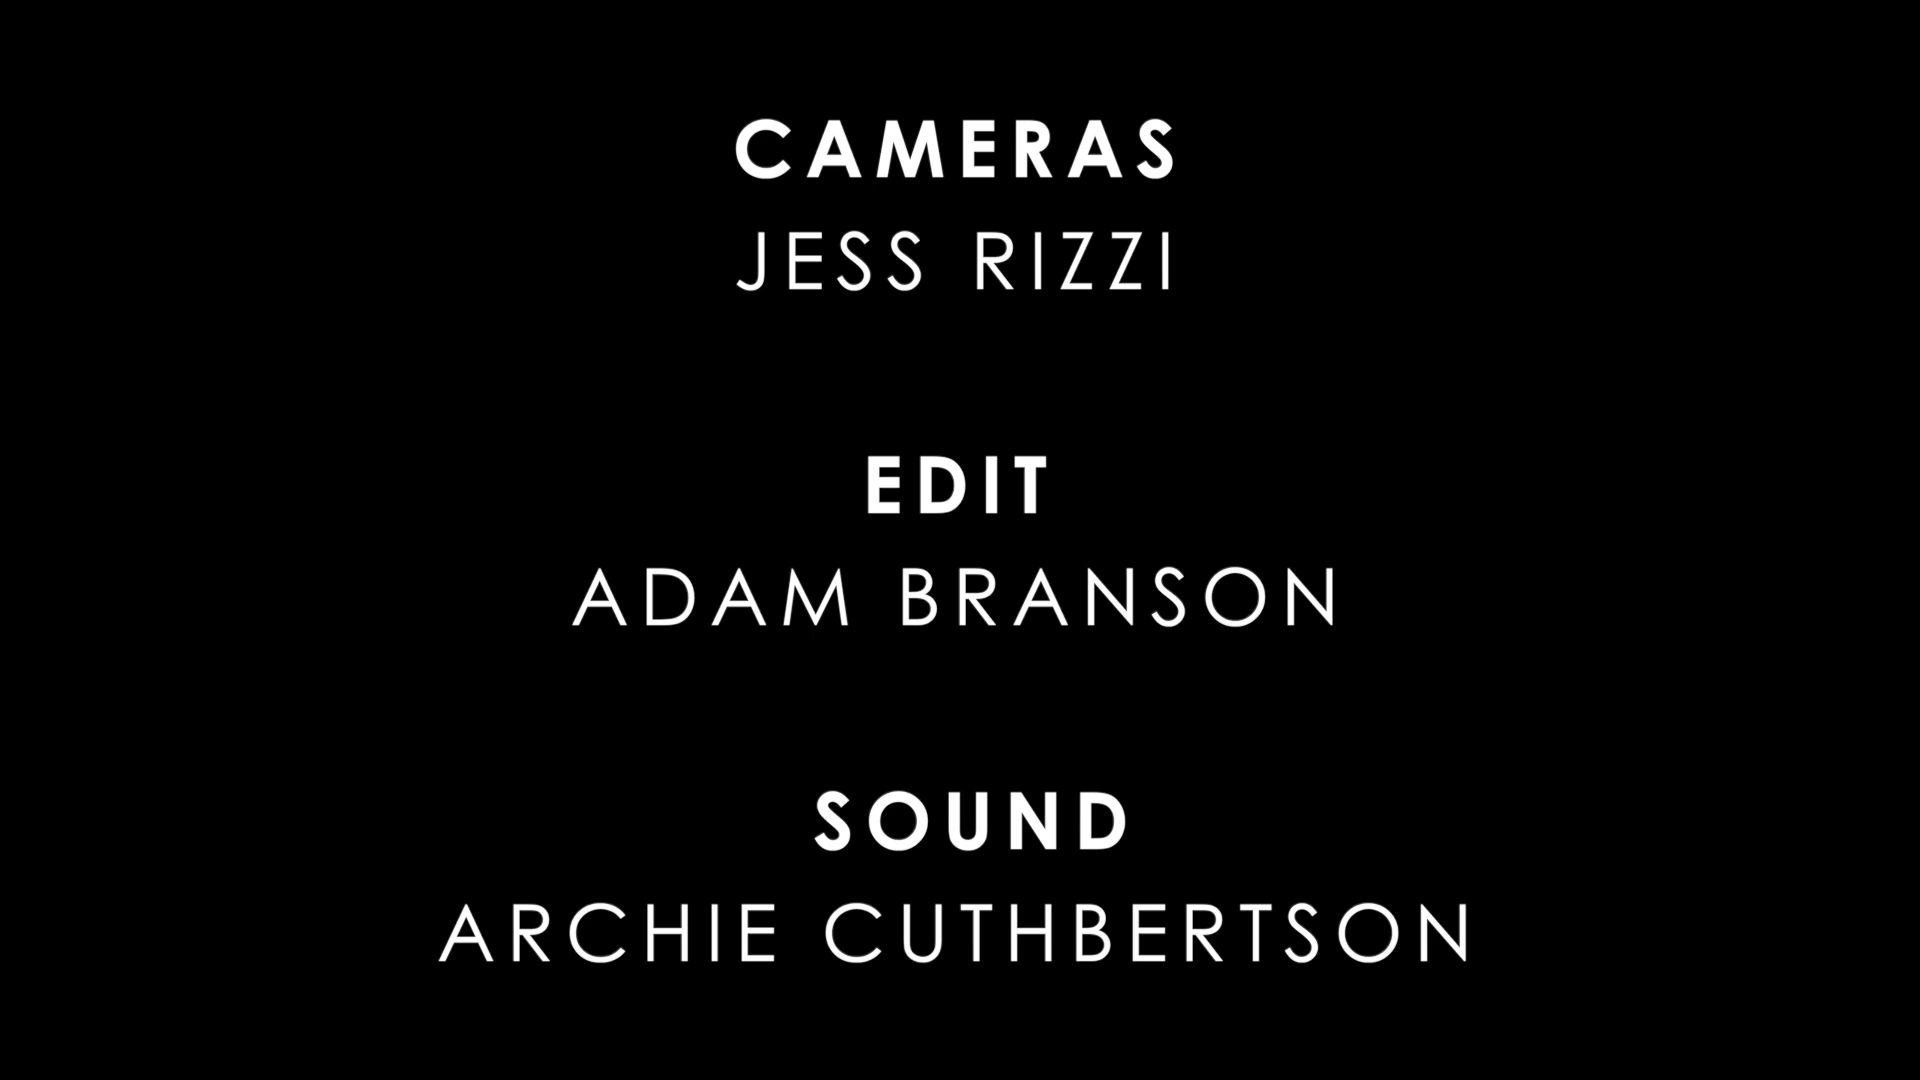 CAMERAS
JESS RIZZI
EDIT
ADAM BRANSON
SOUND
ARCHIE CUTHBERTSON